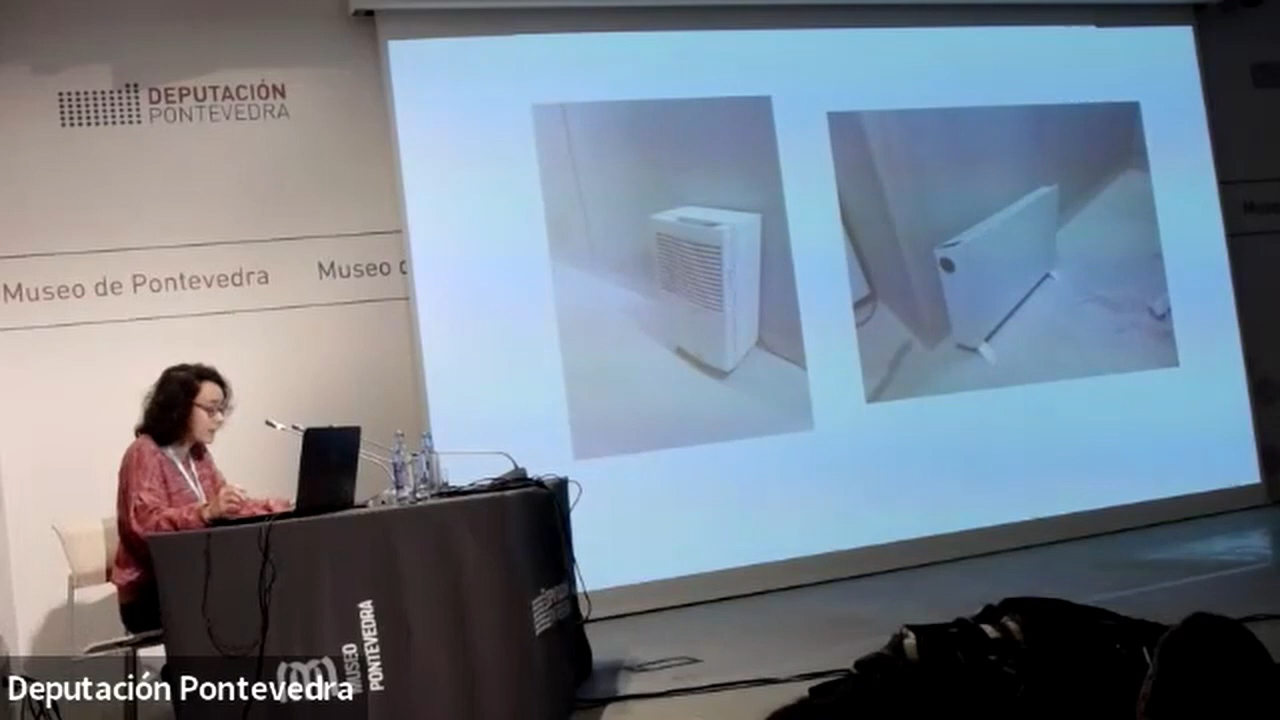 DEPUTACIÓN
PONTEVEDRA
Museo de Pontevedra
Museo
MUSEO
PONTEVEDRA
Deputación Pontevedra